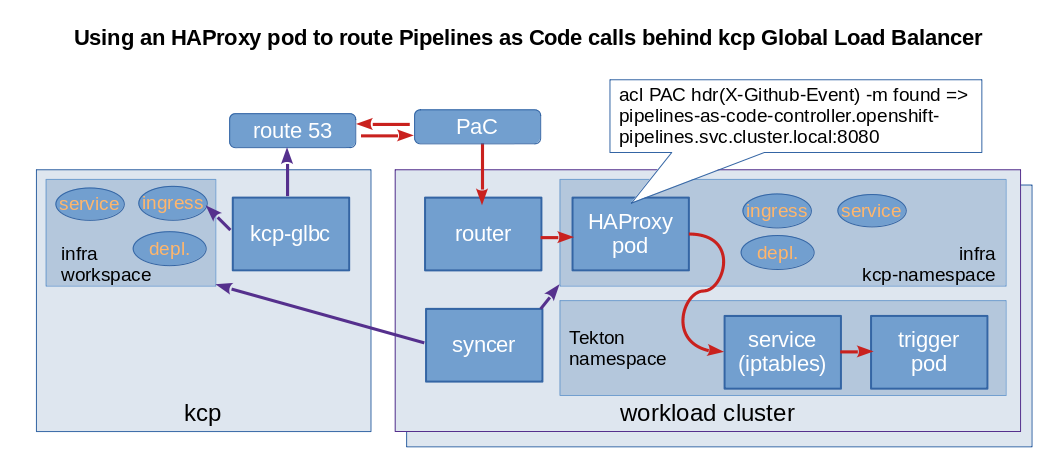 Using an HAProxy pod to route Pipelines as Code calls behind kcp Global Load Balancer
acl PAC hdr(X-Github-Event) -m found =>
pipelines-as-code-controller.openshift-
pipelines.svc.cluster.local:8080
route 53
PaC
service
ingress
depl.
infra
workspace
kcp-glbc
kcp
router
HAProxy
pod
ingress
service
depl.
infra
kcp-namespace
syncer
Tekton
namespace
service
(iptables)
trigger
pod
workload cluster